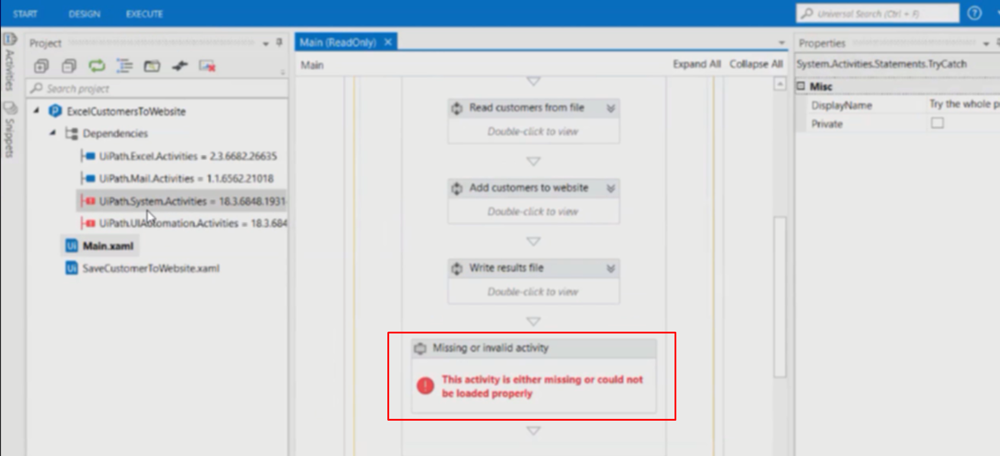 START DESIGN EXECUTE
Universal Search (Ctrl + F)
?
Activities
Snippets
Project
Search project
ExcelCustomersToWebsite
Dependencies
UiPath.Excel.Activities = 2.3.6682.26635
UiPath.Mail.Activities = 1.1.6562.21018
UiPath.System.Activities = 18.3.6848.1931
UiPath.UIAutomation.Activities = 18.3.684
Main.xaml
SaveCustomerToWebsite.xaml
Main (ReadOnly)
Main
Expand All Collapse All
Read customers from file
Double-click to view
Add customers to website
Double-click to view
Write results file
Double-click to view
Missing or invalid activity
This activity is either missing or could not
be loaded properly
Properties
System.Activities.Statements.TryCatch
Misc
DisplayName Try the whole p
Private